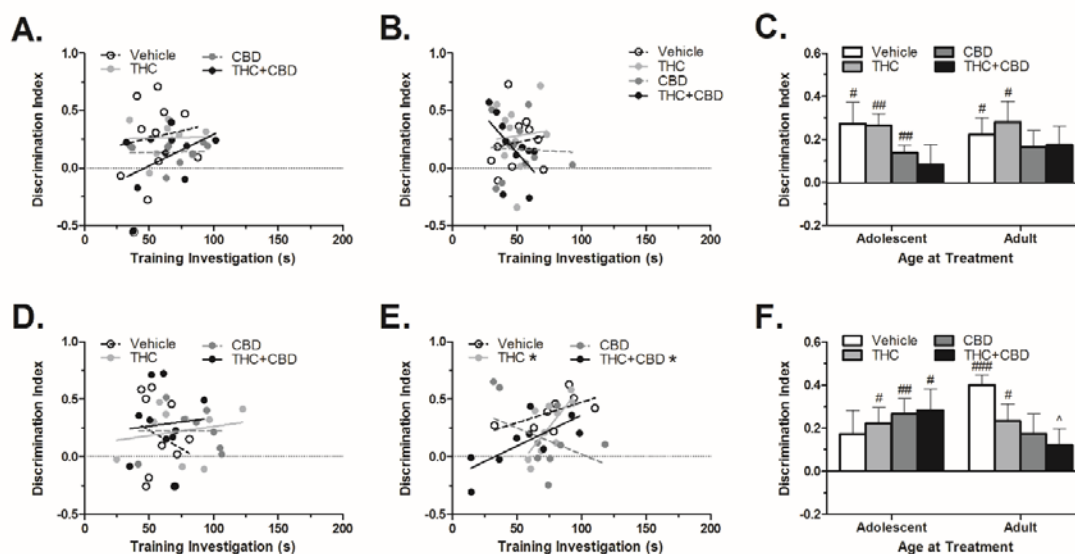 A.
Vehicle
THC
CBD
THC+CBD
Discrimination Index
1.0
0.5
0.0
-0.5
0
50
100
150
200
Training Investigation (s)
B.
Vehicle
THC
CBD
THC+CBD
Discrimination Index
1.0
0.5
0.0
-0.5
0
50
100
150
200
Training Investigation (s)
C.
Vehicle
THC
CBD
THC+CBD
Discrimination Index
0.6
0.4
0.2
0.0
-0.2
# ## ## # #
Adolescent
Adult
Age at Treatment
D.
Vehicle
THC
CBD
THC+CBD
Discrimination Index
1.0
0.5
0.0
-0.5
0
50
100
150
200
Training Investigation (s)
E.
Vehicle
THC *
CBD
THC+CBD *
Discrimination Index
1.0
0.5
0.0
-0.5
0
50
100
150
200
Training Investigation (s)
F.
Vehicle
THC
CBD
THC+CBD
Discrimination Index
0.6
0.4
0.2
0.0
-0.2
# ## # ### # ^
Adolescent
Adult
Age at Treatment